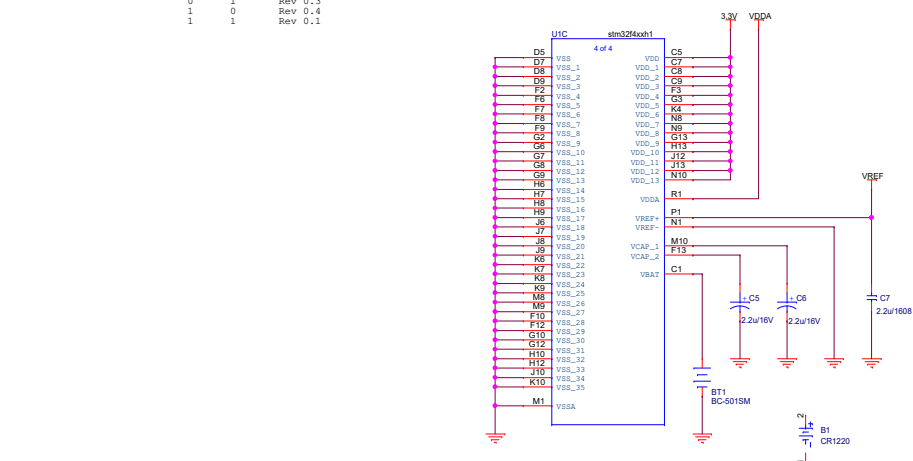 0 1 Rev 0.3
1 0 Rev 0.4
1 1 Rev 0.1
3.3V VDDA
U1C stm32f4xxh1
4 of 4
D5 VSS VDD C5
D7 VSS_1 VDD_1 C7
D8 VSS_2 VDD_2 C8
D9 VSS_3 VDD_3 C9
F2 VSS_4 VDD_4 F3
F6 VSS_5 VDD_5 G3
F7 VSS_6 VDD_6 K4
F8 VSS_7 VDD_7 N8
F9 VSS_8 VDD_8 N9
G2 VSS_9 VDD_9 G13
G6 VSS_10 VDD_10 H13
G7 VSS_11 VDD_11 J12
G8 VSS_12 VDD_12 J13
G9 VSS_13 VDD_13 N10
H6 VSS_14
H7 VSS_15 VDDA R1
H8 VSS_16
H9 VSS_17 VREF+ P1
J6 VSS_18 VREF- N1
J7 VSS_19
J8 VSS_20 VCAP_1 M10
J9 VSS_21 VCAP_2 F13
K6 VSS_22
K7 VSS_23 VBAT C1
K8 VSS_24
K9 VSS_25
M8 VSS_26
M9 VSS_27
F10 VSS_28
F12 VSS_29
G10 VSS_30
G12 VSS_31
H10 VSS_32
H12 VSS_33
J10 VSS_34
K10 VSS_35
M1 VSSA
VREF
+ C5
2.2u/16V
+ C6
2.2u/16V
C7
2.2u/1608
BT1
BC-501SM
2
+
B1
CR1220